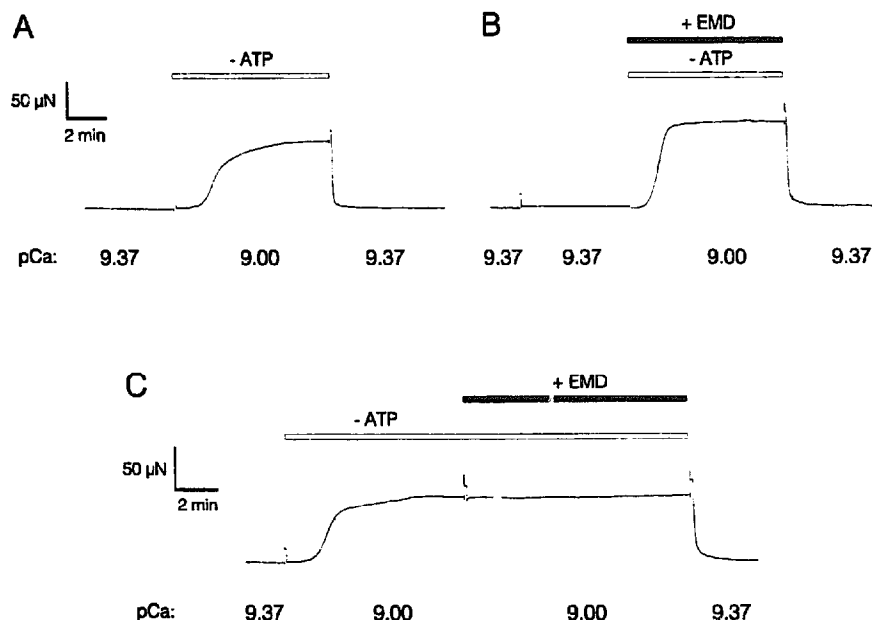 A
- ATP
50 µN
2 min
B
+ EMD
- ATP
pCa: 9.37 9.00 9.37
9.37 9.37 9.00 9.37
C
+ EMD
- ATP
50 µN
2 min
pCa: 9.37 9.00 9.00 9.37